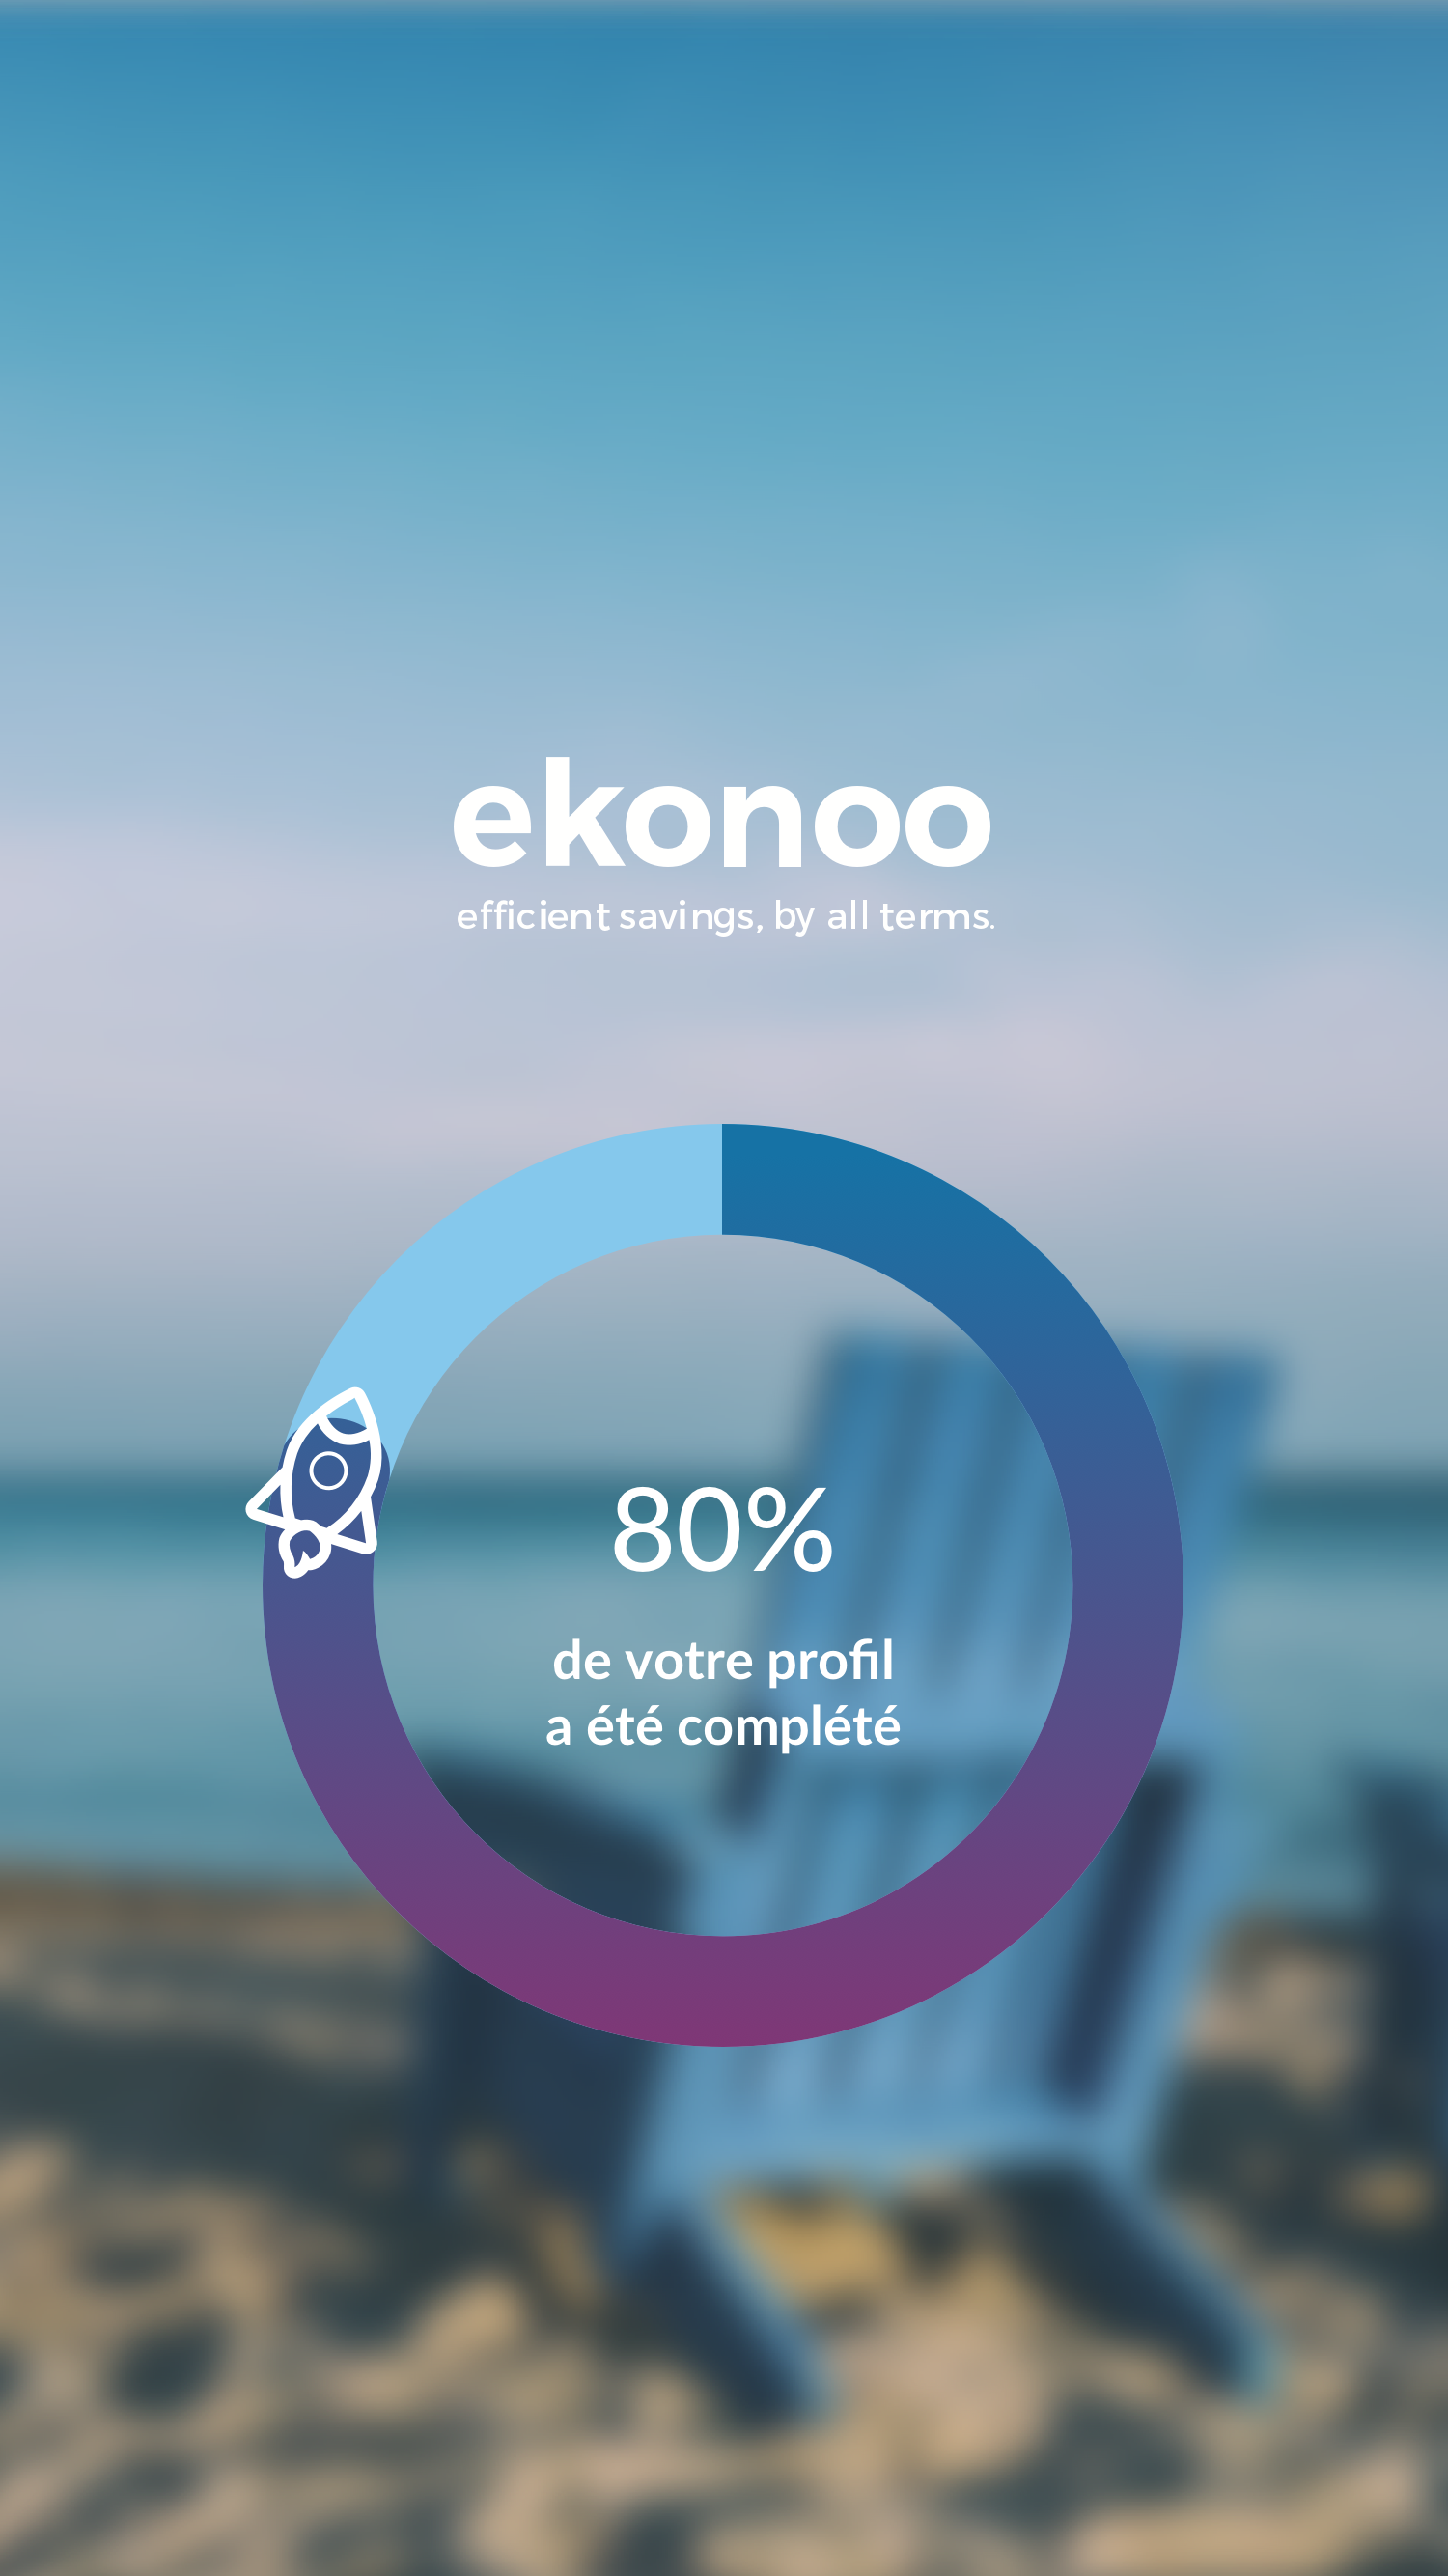 ekonoo
efficient savings, by all terms.
80%
de votre profil
a été complété